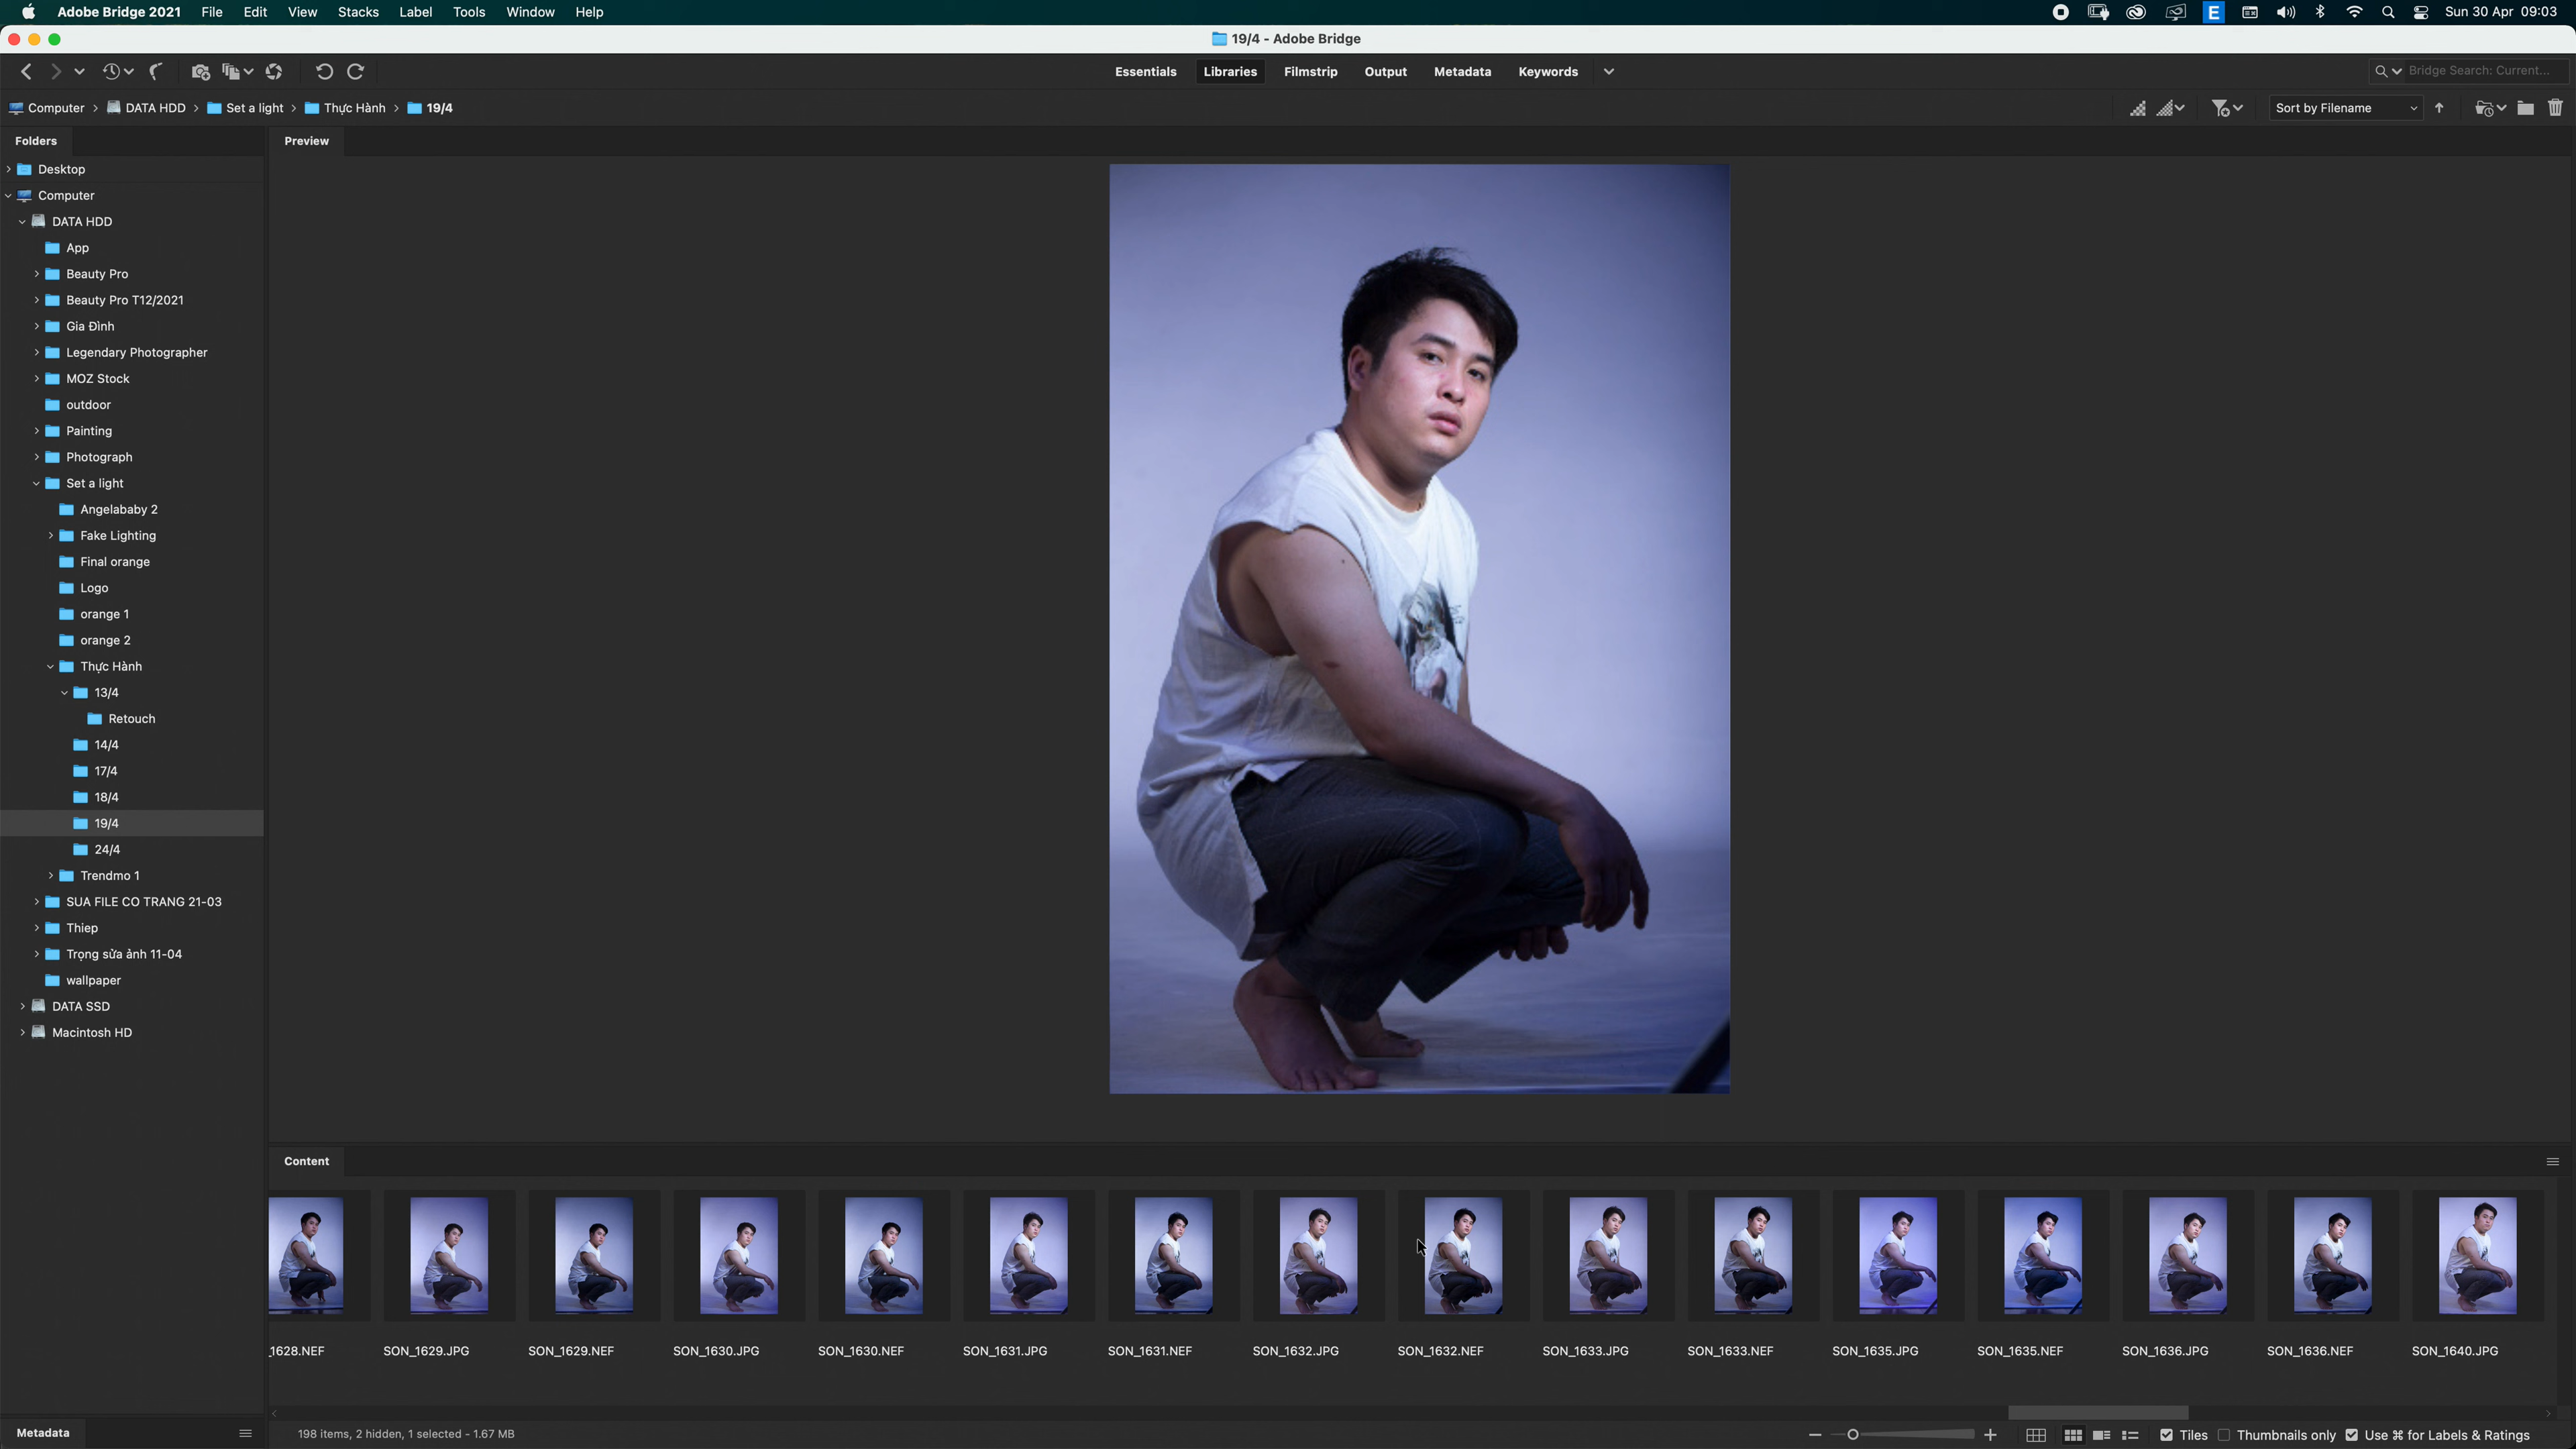 Adobe Bridge 2021 File Edit View Stacks Label Tools Window Help E Sun 30 Apr 09:03
19/4 - Adobe Bridge
Essentials Libraries Filmstrip Output Metadata Keywords Bridge Search: Current...
Computer > DATA HDD > Set a light > Thực Hành > 19/4 Sort by Filename
Folders
Preview
Desktop
Computer
DATA HDD
App
Beauty Pro
Beauty Pro T12/2021
Gia Đình
Legendary Photographer
MOZ Stock
outdoor
Painting
Photograph
Set a light
Angelababy 2
Fake Lighting
Final orange
Logo
orange 1
orange 2
Thực Hành
13/4
Retouch
14/4
17/4
18/4
19/4
24/4
Trendmo 1
SUA FILE CO TRANG 21-03
Thiep
Trọng sửa ảnh 11-04
wallpaper
DATA SSD
Macintosh HD
Content
_1628.NEF SON_1629.JPG SON_1629.NEF SON_1630.JPG SON_1630.NEF SON_1631.JPG SON_1631.NEF SON_1632.JPG SON_1632.NEF SON_1633.JPG SON_1633.NEF SON_1635.JPG SON_1635.NEF SON_1636.JPG SON_1636.NEF SON_1640.JPG
Metadata
198 items, 2 hidden, 1 selected - 1.67 MB Tiles Thumbnails only Use ⌘ for Labels & Ratings